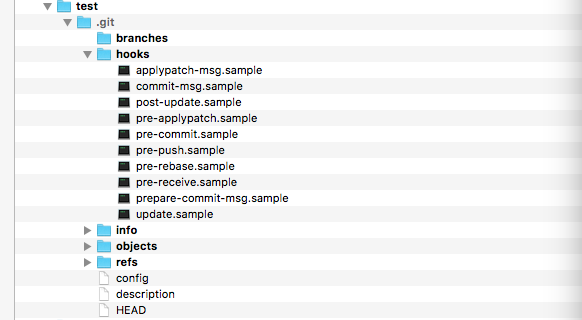 test
.git
branches
hooks
applypatch-msg.sample
commit-msg.sample
post-update.sample
pre-applypatch.sample
pre-commit.sample
pre-push.sample
pre-rebase.sample
pre-receive.sample
prepare-commit-msg.sample
update.sample
info
objects
refs
config
description
HEAD